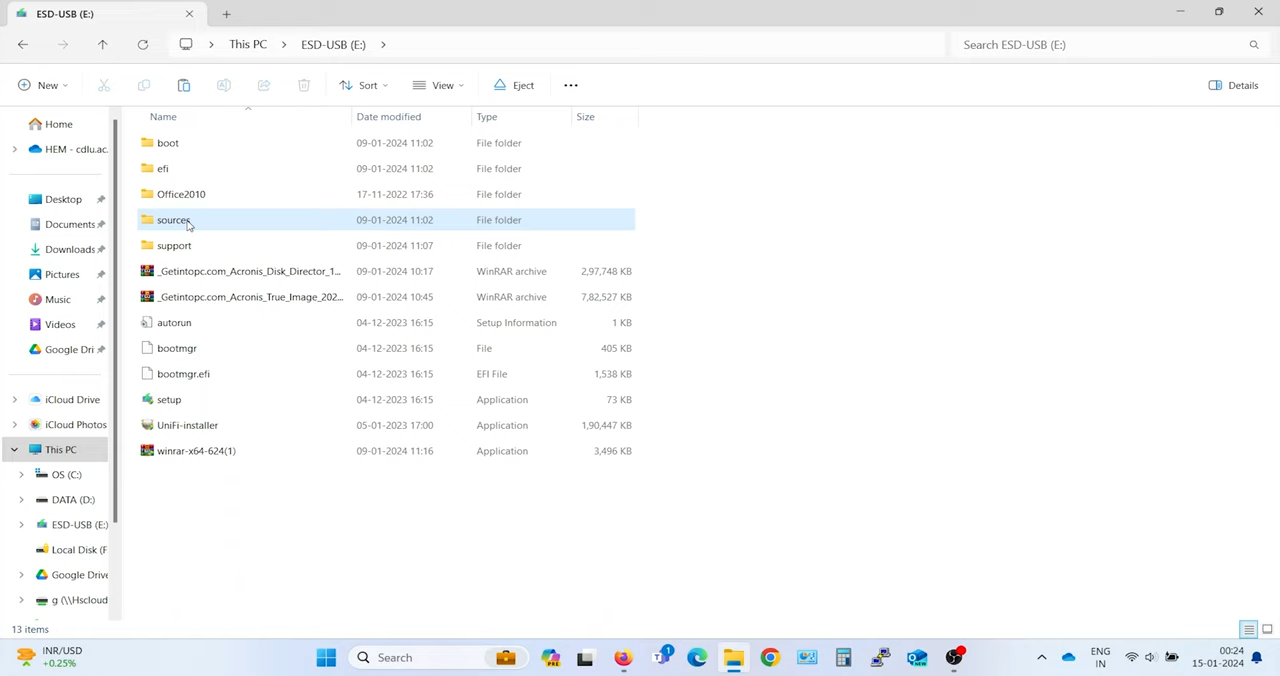 ESD-USB (E:)
This PC > ESD-USB (E:) >
Search ESD-USB (E:)
New
Sort
View
Eject
Details
Name Date modified Type Size
Home
HEM - cdlu.ac.
Desktop
Documents
Downloads
Pictures
Music
Videos
Google Dri
iCloud Drive
iCloud Photos
This PC
OS (C:)
DATA (D:)
ESD-USB (E:)
Local Disk (F
Google Drive
g (\\Hscloud
boot 09-01-2024 11:02 File folder
efi 09-01-2024 11:02 File folder
Office2010 17-11-2022 17:36 File folder
sources 09-01-2024 11:02 File folder
support 09-01-2024 11:07 File folder
_Getintopc.com_Acronis_Disk_Director_1... 09-01-2024 10:17 WinRAR archive 2,97,748 KB
_Getintopc.com_Acronis_True_Image_202... 09-01-2024 10:45 WinRAR archive 7,82,527 KB
autorun 04-12-2023 16:15 Setup Information 1 KB
bootmgr 04-12-2023 16:15 File 405 KB
bootmgr.efi 04-12-2023 16:15 EFI File 1,538 KB
setup 04-12-2023 16:15 Application 73 KB
UniFi-installer 05-01-2023 17:00 Application 1,90,447 KB
winrar-x64-624(1) 09-01-2024 11:16 Application 3,496 KB
13 items
INR/USD
+0.25%
Search
PRE
1
NEW
ENG
IN
00:24
15-01-2024